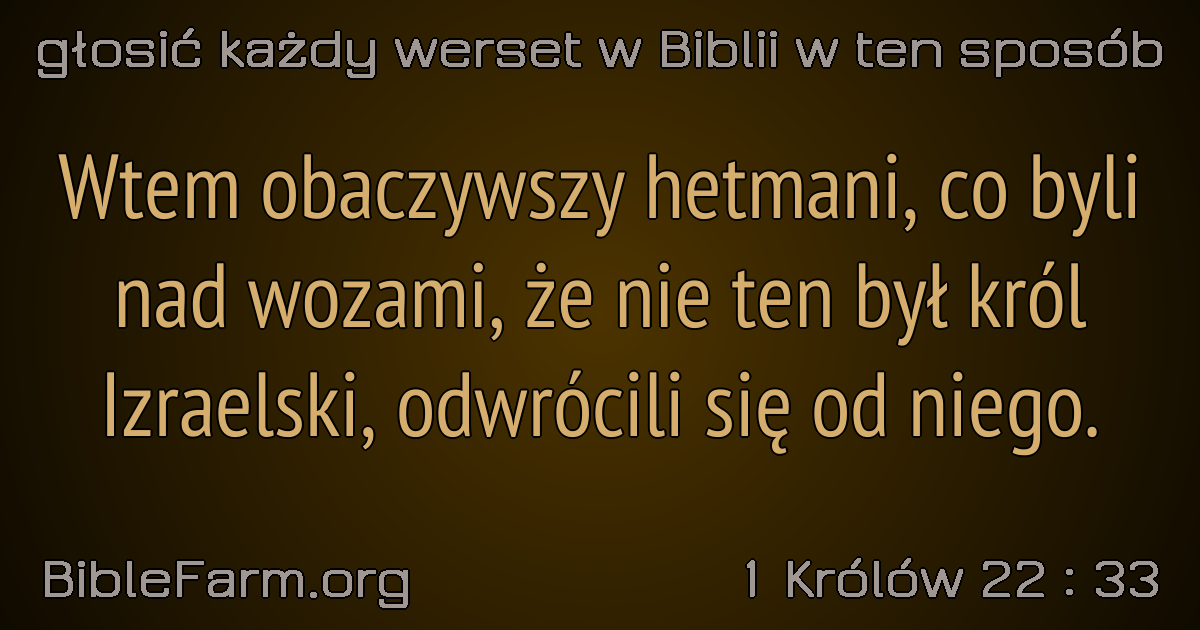 głosić każdy werset w Biblii w ten sposób
Wtem obaczywszy hetmani, co byli
nad wozami, że nie ten był król
Izraelski, odwrócili się od niego.
BibleFarm.org
1 Królów 22 : 33